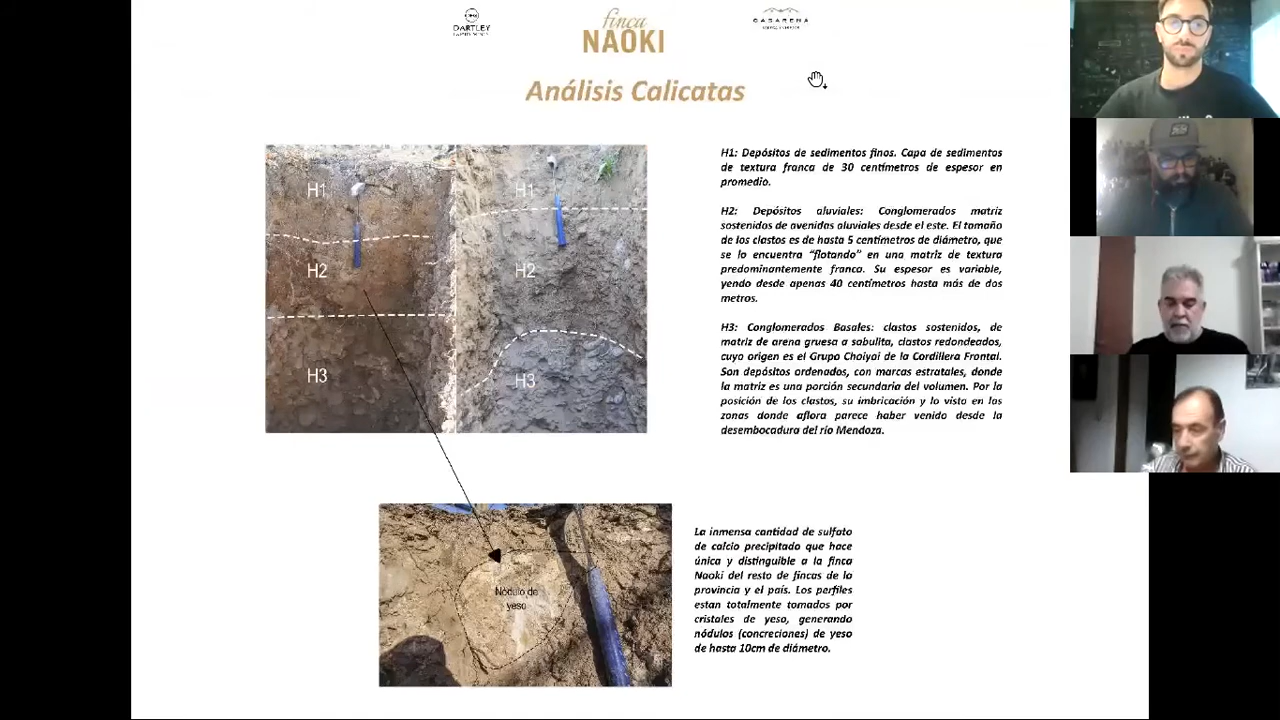 DARTLEY
finca
NAOKI
CASARENA
Análisis Calicatas
H1
H2
H3
H1
H2
H3
H1: Depósitos de sedimentos finos. Capa de sedimentos
de textura franca de 30 centímetros de espesor en
promedio.
H2: Depósitos aluviales: Conglomerados matriz
sostenidos de avenidas aluviales desde el este. El tamaño
de los clastos es de hasta 5 centímetros de diámetro, que
se lo encuentra “flotando” en una matriz de textura
predominantemente franca. Su espesor es variable,
yendo desde apenas 40 centímetros hasta más de dos
metros.
H3: Conglomerados Basales: clastos sostenidos, de
matriz de arena gruesa a sabulita, clastos redondeados,
cuyo origen es el Grupo Choiyai de la Cordillera Frontal.
Son depósitos ordenados, con marcas estratales, donde
la matriz es una porción secundaria del volumen. Por la
posición de los clastos, su imbricación y lo visto en las
zonas donde aflora parece haber venido desde la
desembocadura del río Mendoza.
Nódulo de
yeso
La inmensa cantidad de sulfato
de calcio precipitado que hace
única y distinguible a la finca
Naoki del resto de fincas de la
provincia y el país. Los perfiles
estan totalmente tomados por
cristales de yeso, generando
nódulos (concreciones) de yeso
de hasta 10cm de diámetro.